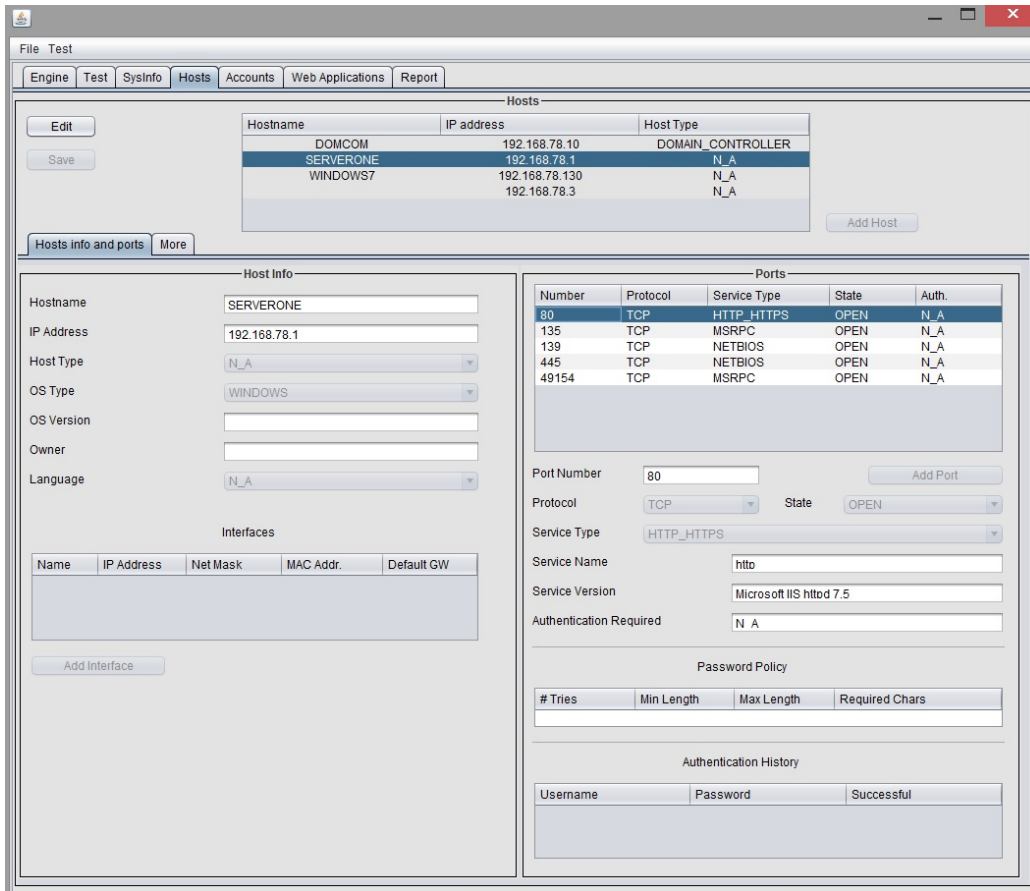 File Test
Engine Test SysInfo Hosts Accounts Web Applications Report
Hosts
Edit
Save
Hostname IP address Host Type
DOMCOM 192.168.78.10 DOMAIN_CONTROLLER
SERVERONE 192.168.78.1 N_A
WINDOWS7 192.168.78.130 N_A
192.168.78.3 N_A
Add Host
Hosts info and ports More
Host Info
Hostname SERVERONE
IP Address 192.168.78.1
Host Type N_A
OS Type WINDOWS
OS Version
Owner
Language N_A
Interfaces
Name IP Address Net Mask MAC Addr. Default GW
Add Interface
Ports
Number Protocol Service Type State Auth.
80 TCP HTTP_HTTPS OPEN N_A
135 TCP MSRPC OPEN N_A
139 TCP NETBIOS OPEN N_A
445 TCP NETBIOS OPEN N_A
49154 TCP MSRPC OPEN N_A
Port Number 80 Add Port
Protocol TCP State OPEN
Service Type HTTP_HTTPS
Service Name http
Service Version Microsoft IIS httpd 7.5
Authentication Required N_A
Password Policy
# Tries Min Length Max Length Required Chars
Authentication History
Username Password Successful